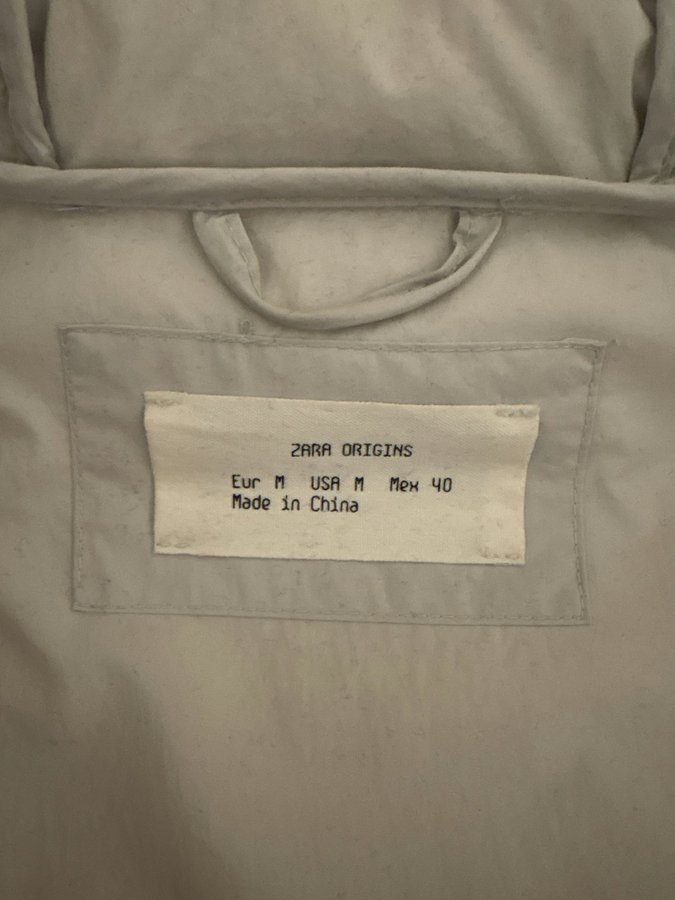 ZARA ORIGINS
Eur M USA M Mex 40
Made in China